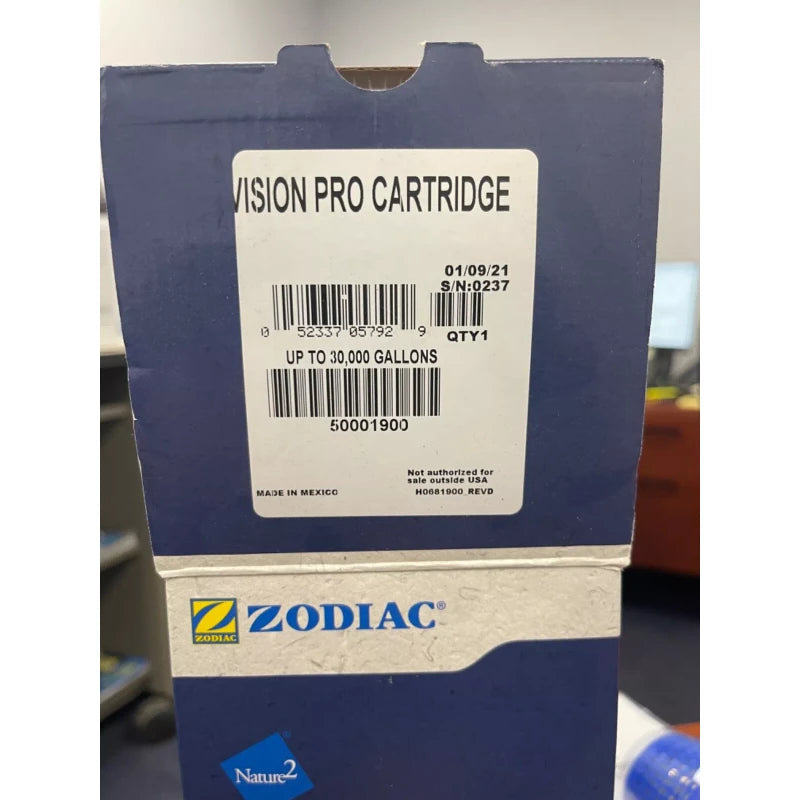 VISION PRO CARTRIDGE
01/09/21
S/N:0237
0 52337 05792 9
QTY1
UP TO 30,000 GALLONS
50001900
Not authorized for
sale outside USA
MADE IN MEXICO
H0681900_REVD
ZODIAC
ZODIAC®
Nature2